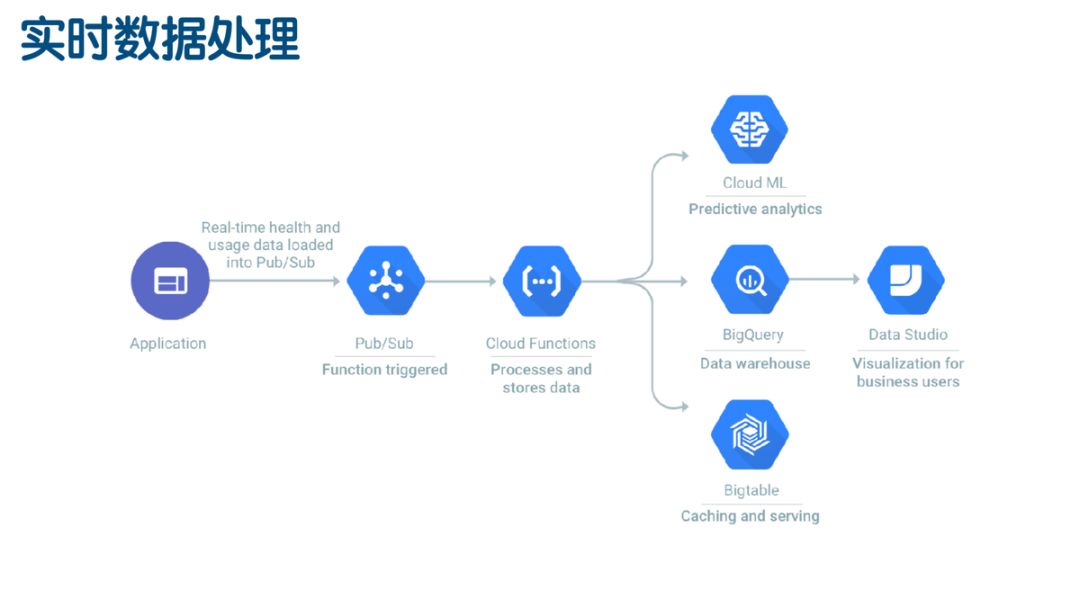 实时数据处理
Real-time health and
usage data loaded
into Pub/Sub
Application
Pub/Sub
Function triggered
Cloud Functions
Processes and
stores data
Cloud ML
Predictive analytics
BigQuery
Data warehouse
Data Studio
Visualization for
business users
Bigtable
Caching and serving